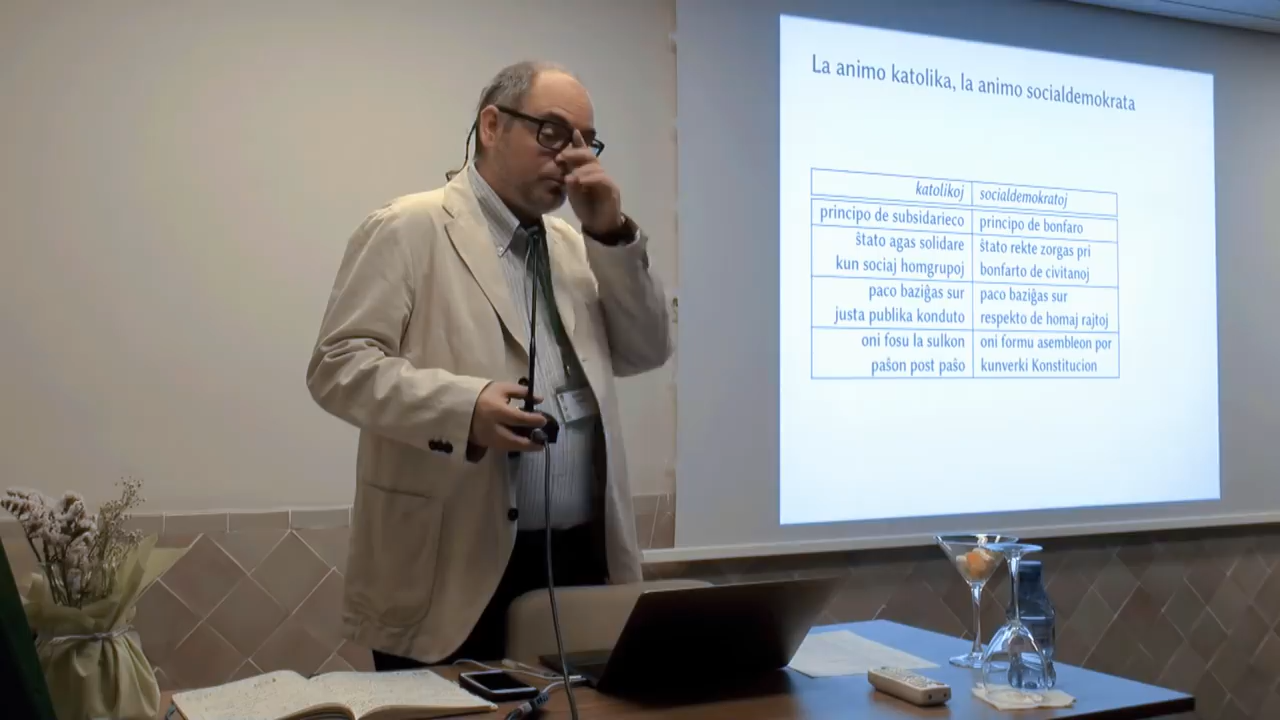 La animo katolika, la animo socialdemokrata
katolikoj socialdemokratoj
principo de subsidarieco principo de bonfaro
ŝtato agas solidare ŝtato rekte zorgas pri
kun sociaj homgrupoj bonfarto de civitanoj
paco baziĝas sur paco baziĝas sur
justa publika konduto respekto de homaj rajtoj
oni fosu la sulkon oni formu asembleon por
paŝon post paŝo kunverki Konstitucion